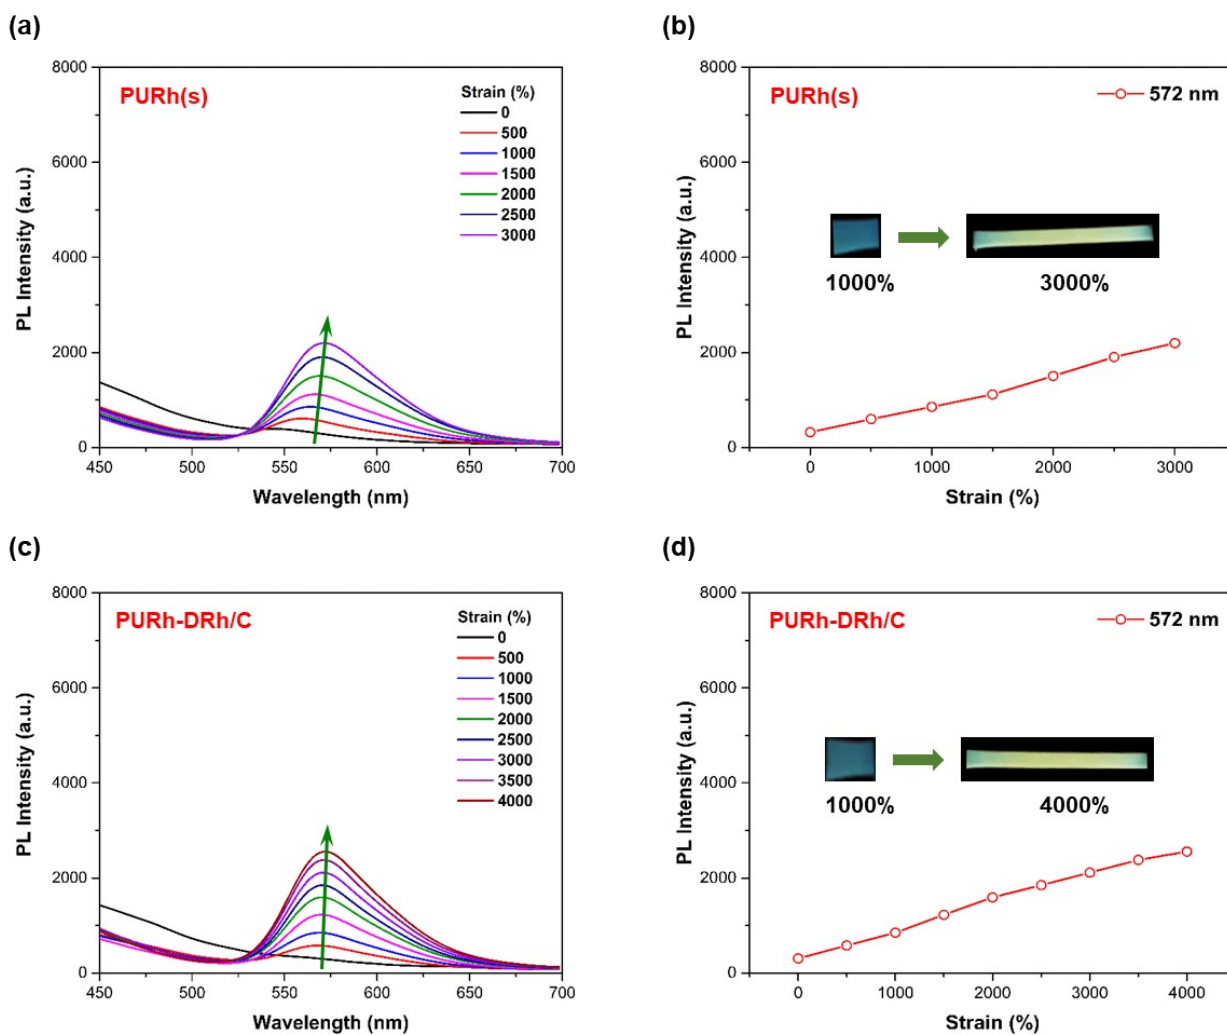 (a)
PURh(s)
Strain (%)
0
500
1000
1500
2000
2500
3000
8000
6000
4000
2000
0
PL Intensity (a.u.)
450 500 550 600 650 700
Wavelength (nm)
(b)
PURh(s)
572 nm
8000
6000
4000
2000
0
PL Intensity (a.u.)
1000% 3000%
0 1000 2000 3000
Strain (%)
(c)
PURh-DRh/C
Strain (%)
0
500
1000
1500
2000
2500
3000
3500
4000
8000
6000
4000
2000
0
PL Intensity (a.u.)
450 500 550 600 650 700
Wavelength (nm)
(d)
PURh-DRh/C
572 nm
8000
6000
4000
2000
0
PL Intensity (a.u.)
1000% 4000%
0 1000 2000 3000 4000
Strain (%)